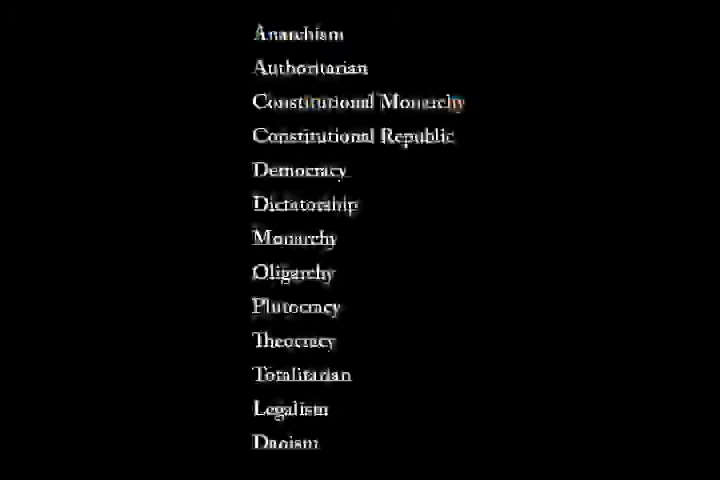 Anarchism
Authoritarian
Constitutional Monarchy
Constitutional Republic
Democracy
Dictatorship
Monarchy
Oligarchy
Plutocracy
Theocracy
Totalitarian
Legalism
Daoism